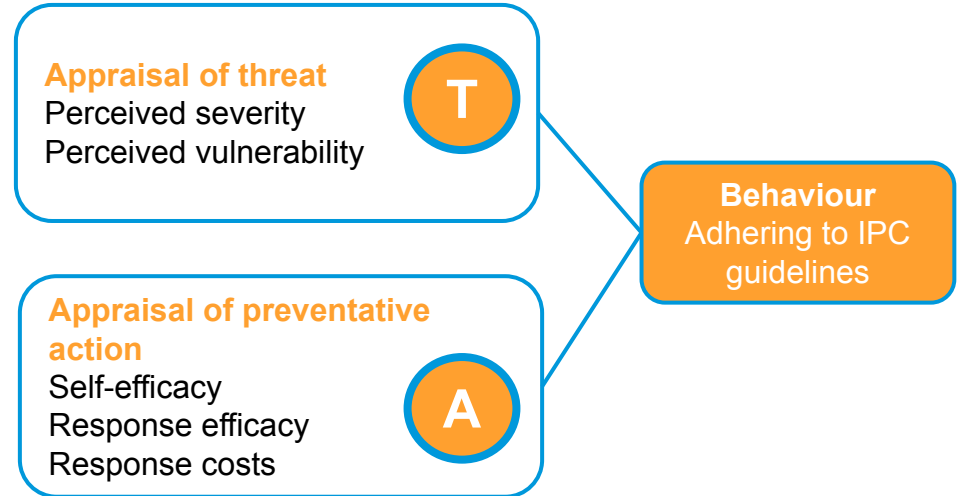 Appraisal of threat
Perceived severity
Perceived vulnerability
T
Behaviour
Adhering to IPC
guidelines
Appraisal of preventative
action
Self-efficacy
Response efficacy
Response costs
A